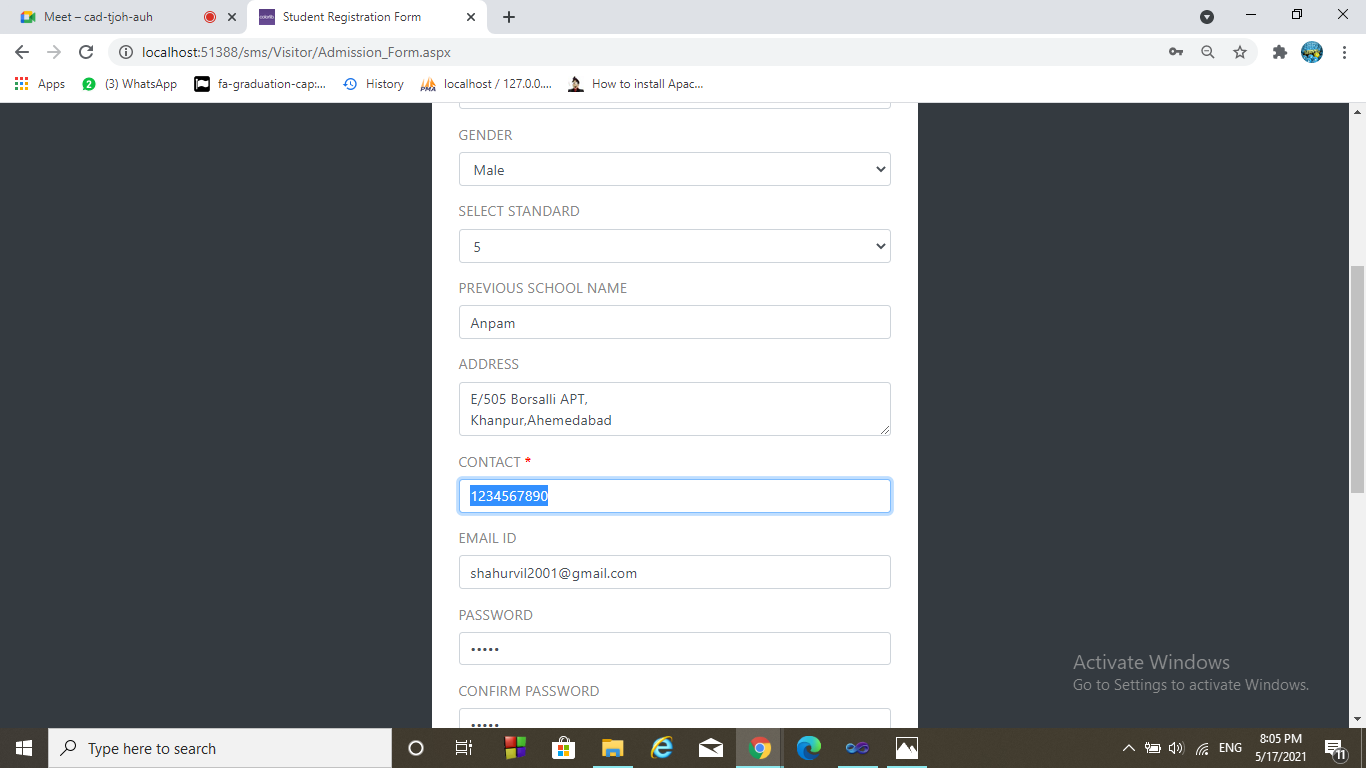 Meet – cad-tjoh-auh
Student Registration Form
localhost:51388/sms/Visitor/Admission_Form.aspx
Apps
2
(3) WhatsApp
fa-graduation-cap:...
History
PMA
localhost / 127.0.0....
How to install Apac...
GENDER
Male
SELECT STANDARD
5
PREVIOUS SCHOOL NAME
Anpam
ADDRESS
E/505 Borsalli APT,
Khanpur,Ahemedabad
CONTACT *
1234567890
EMAIL ID
shahurvil2001@gmail.com
PASSWORD
•••••
CONFIRM PASSWORD
•••••
Activate Windows
Go to Settings to activate Windows.
Type here to search
ENG
8:05 PM
5/17/2021
11